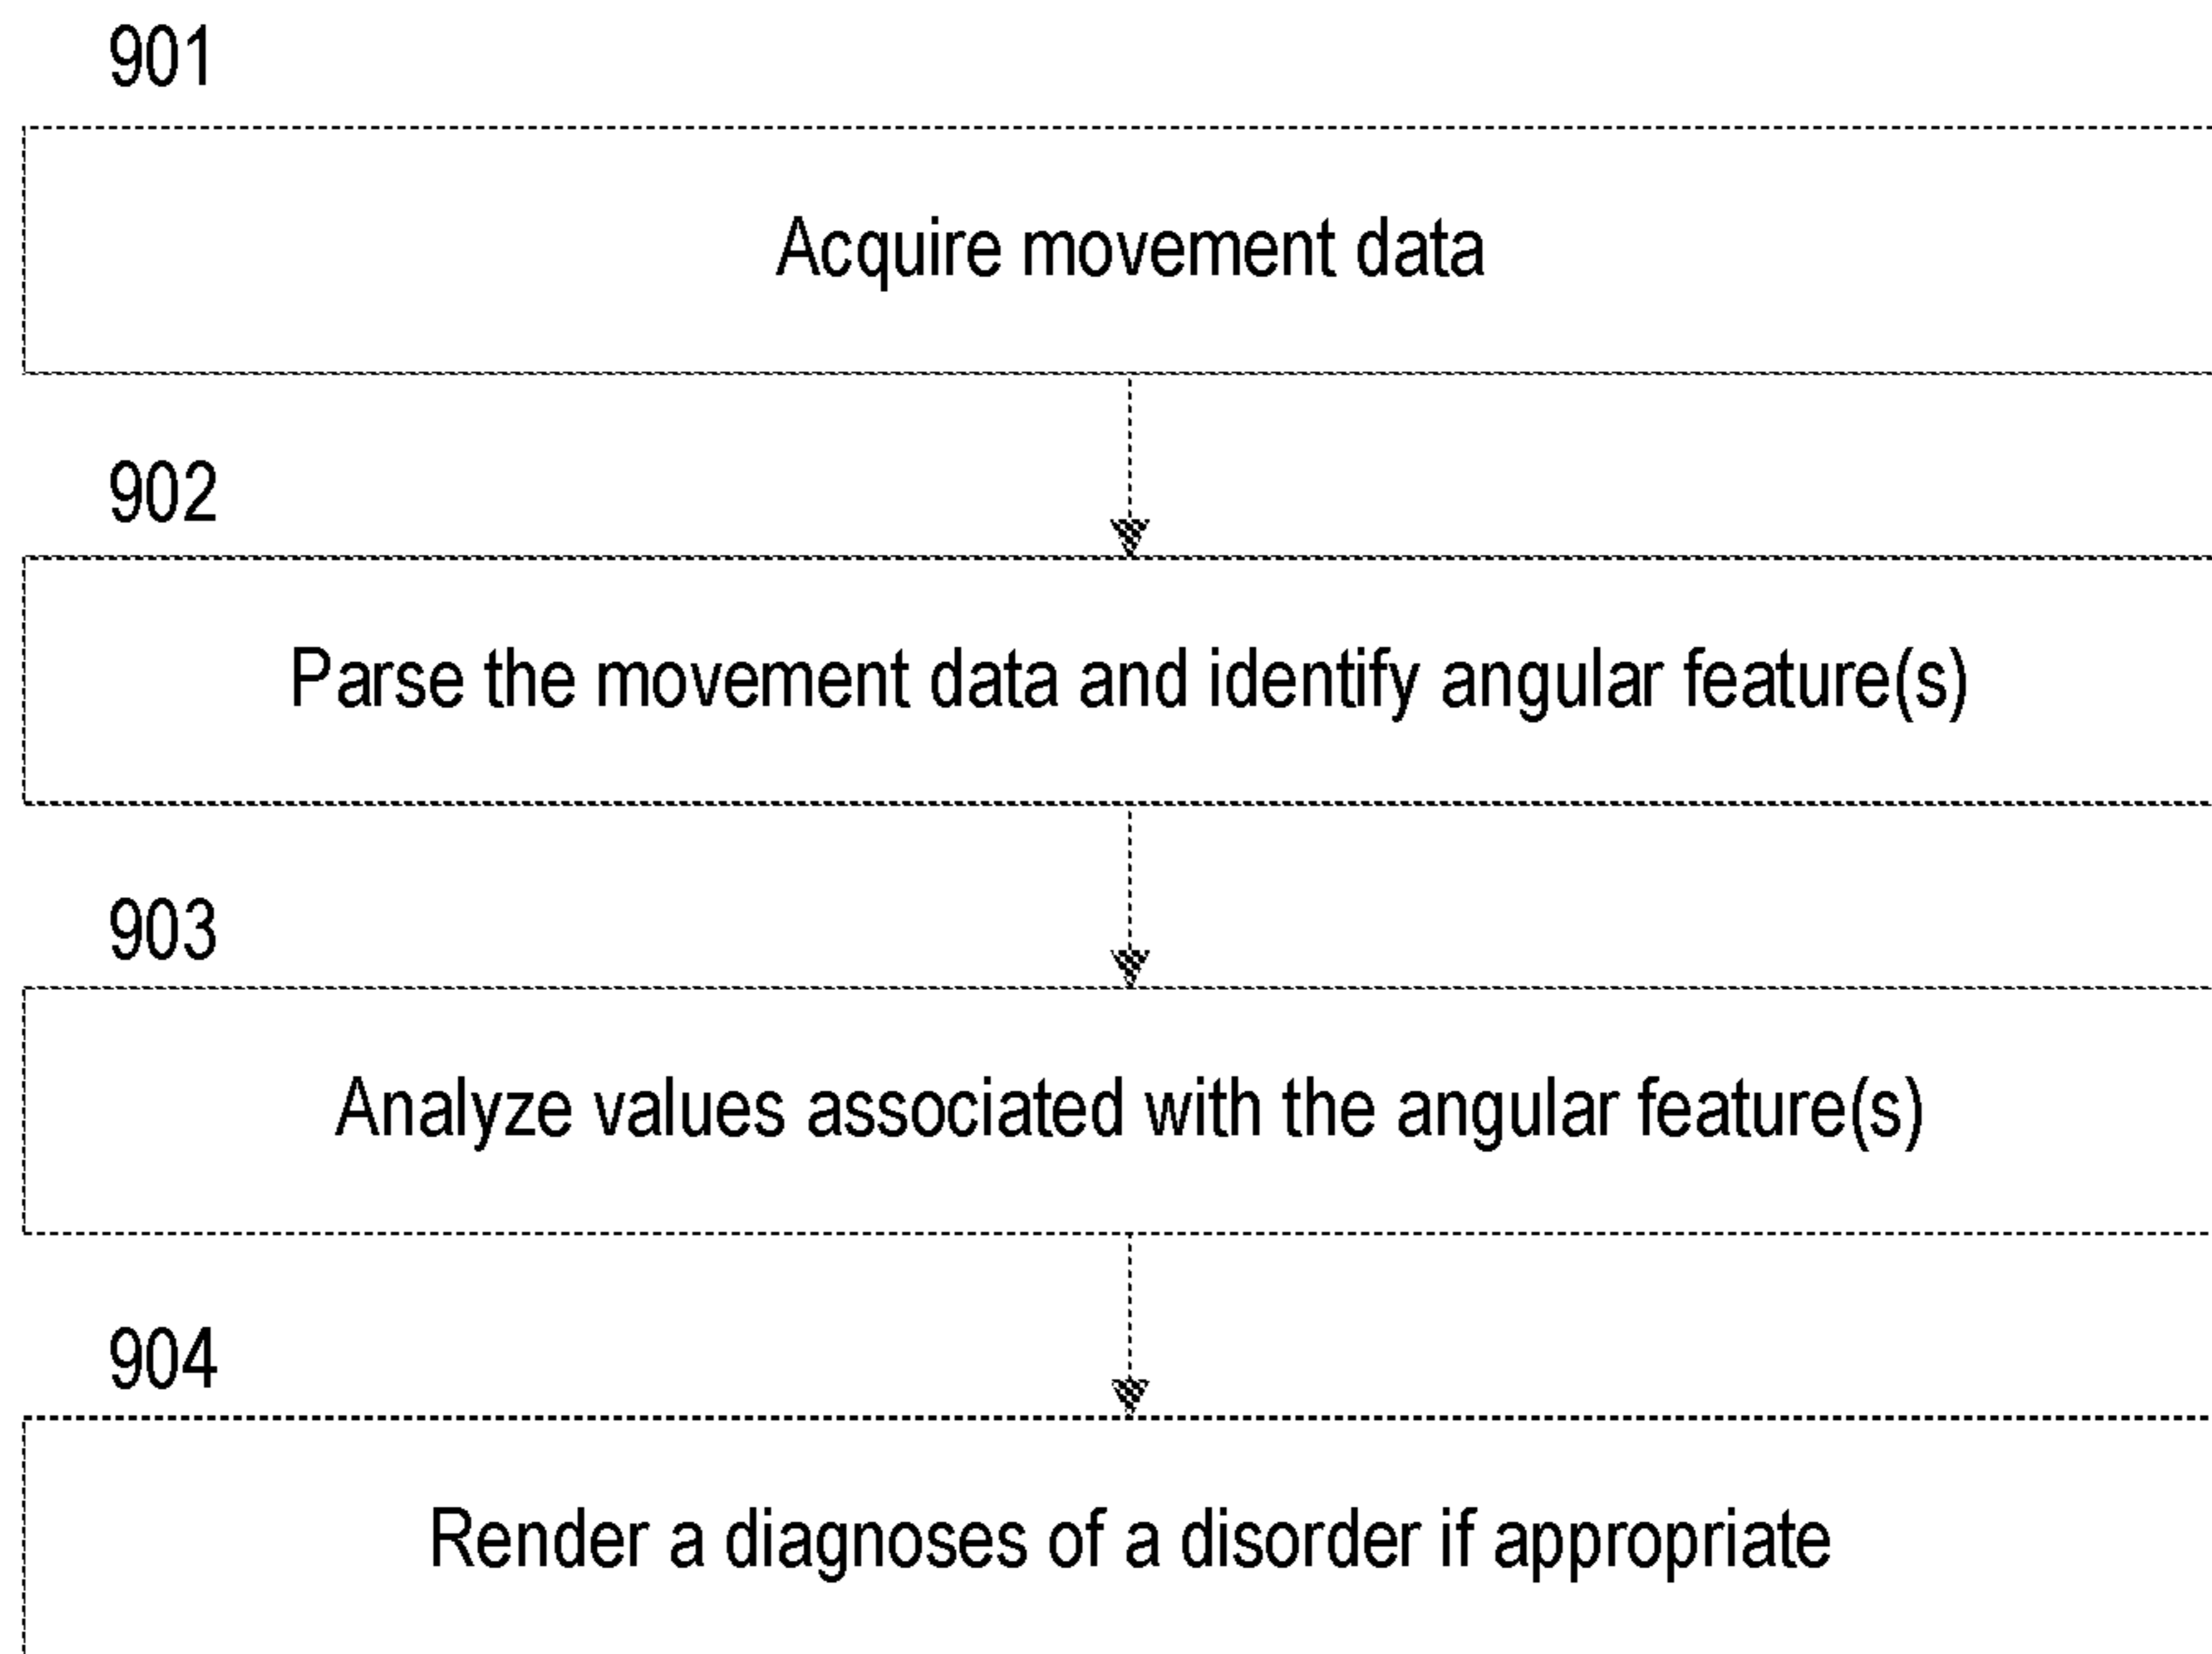 901
Acquire movement data
902
Parse the movement data and identify angular feature(s)
903
Analyze values associated with the angular feature(s)
904
Render a diagnoses of a disorder if appropriate